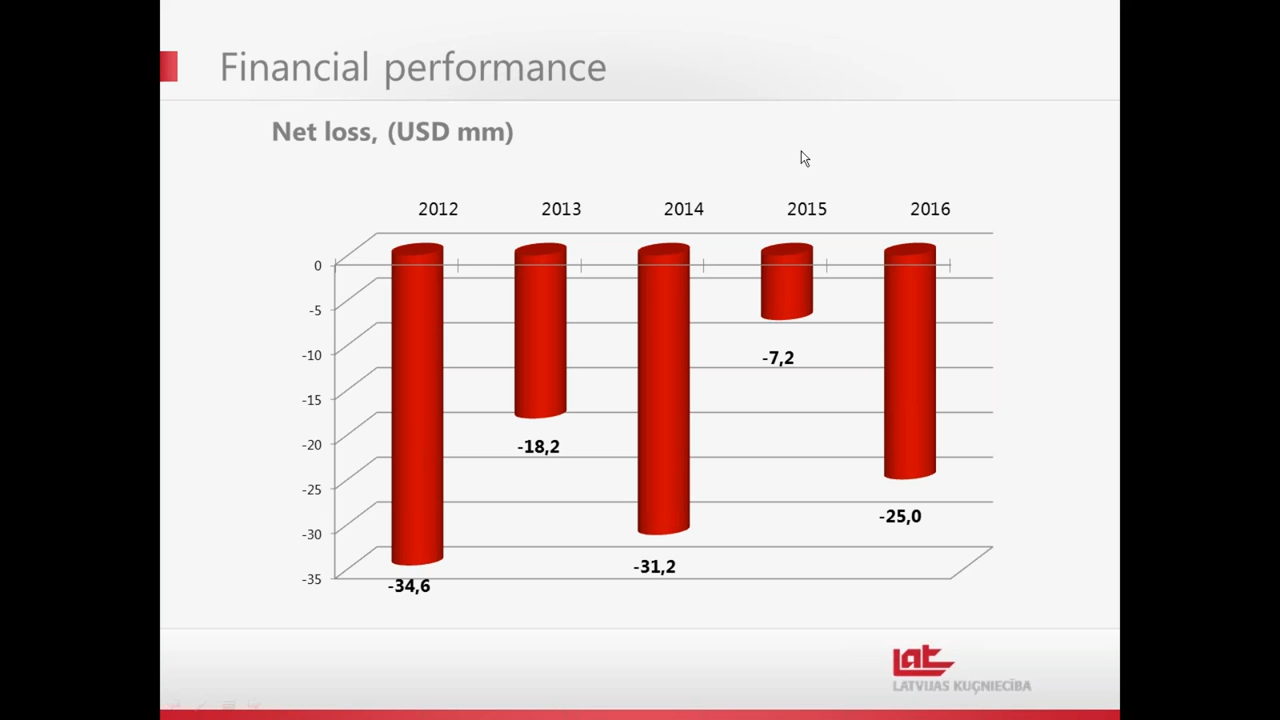 Financial performance
Net loss, (USD mm)
2012 2013 2014 2015 2016
0
-5
-10
-15
-20
-25
-30
-35
-34,6
-18,2
-31,2
-7,2
-25,0
Lat
LATVIJAS KUĢNIECĪBA